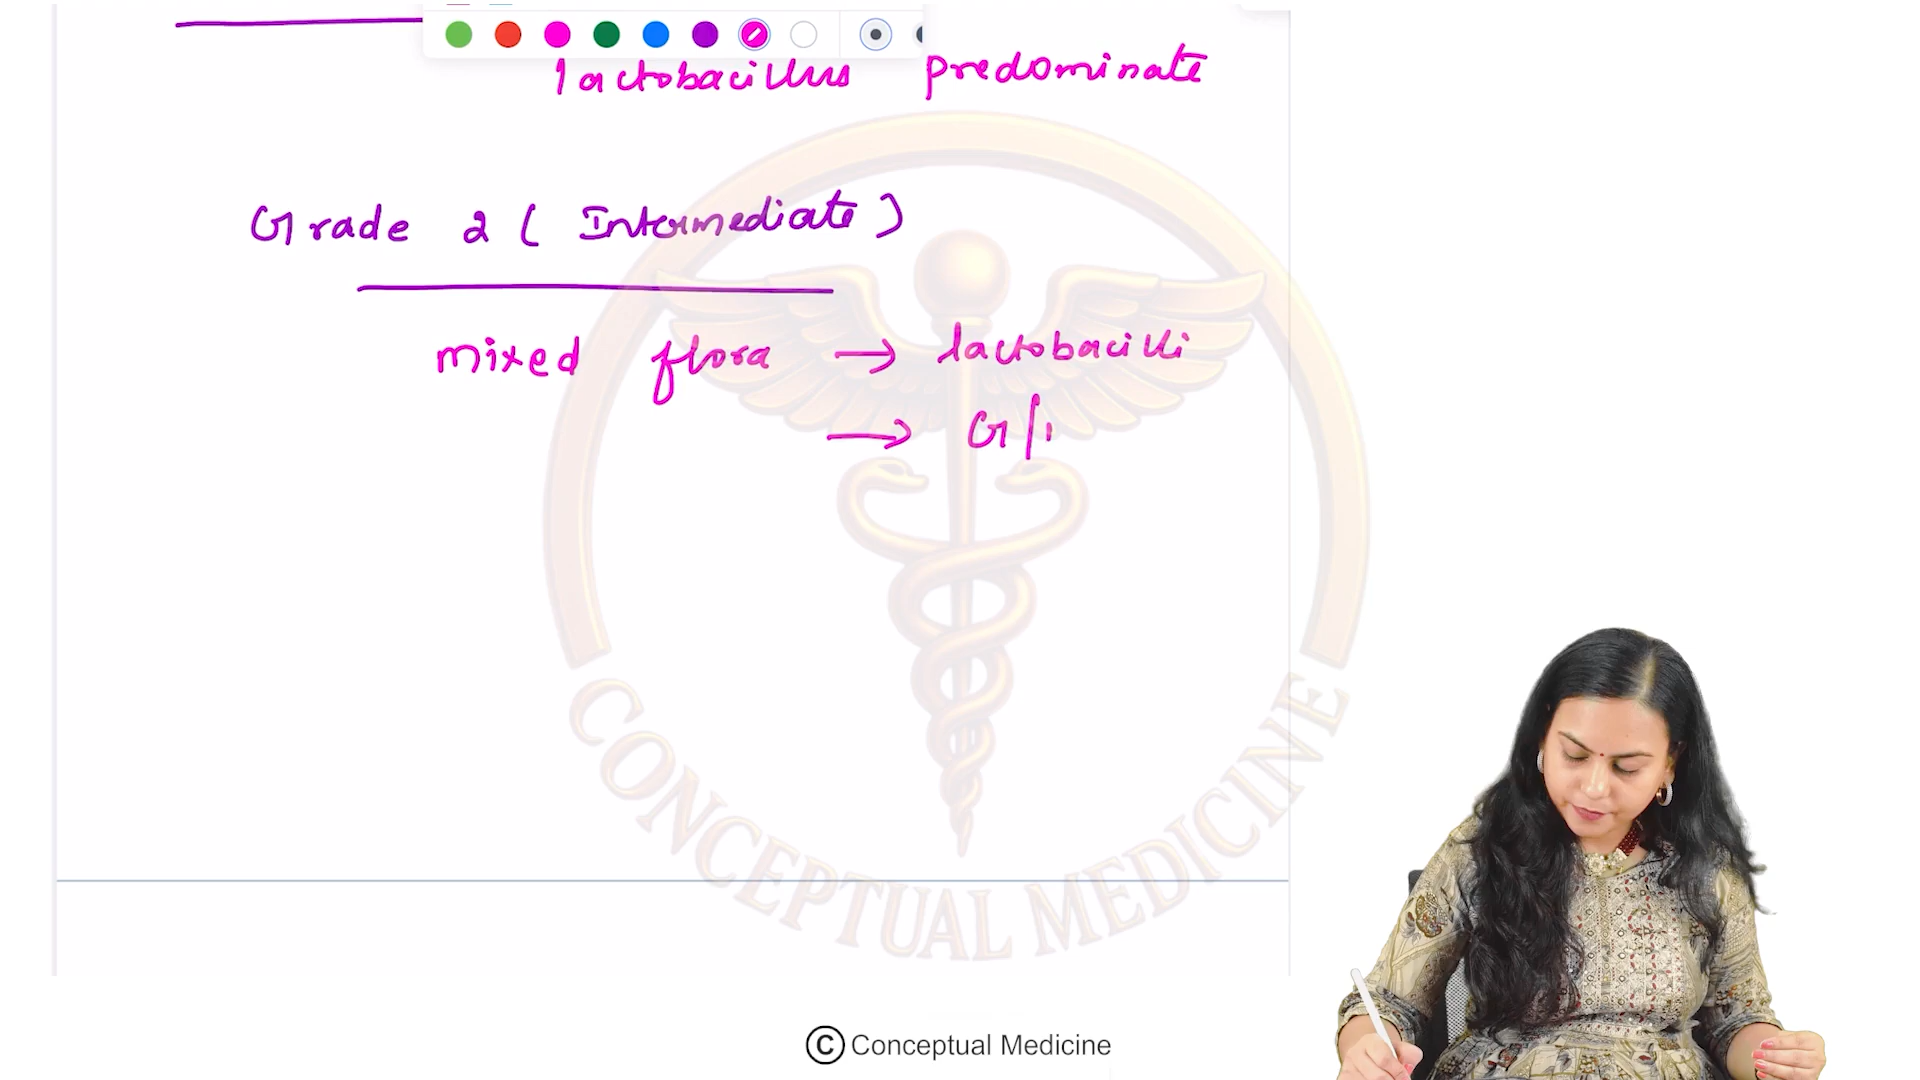 lactobacillus predominate
Grade 2 ( Intermediate )
mixed flora → lactobacilli
→ G/
CONCEPTUAL MEDICINE
© Conceptual Medicine